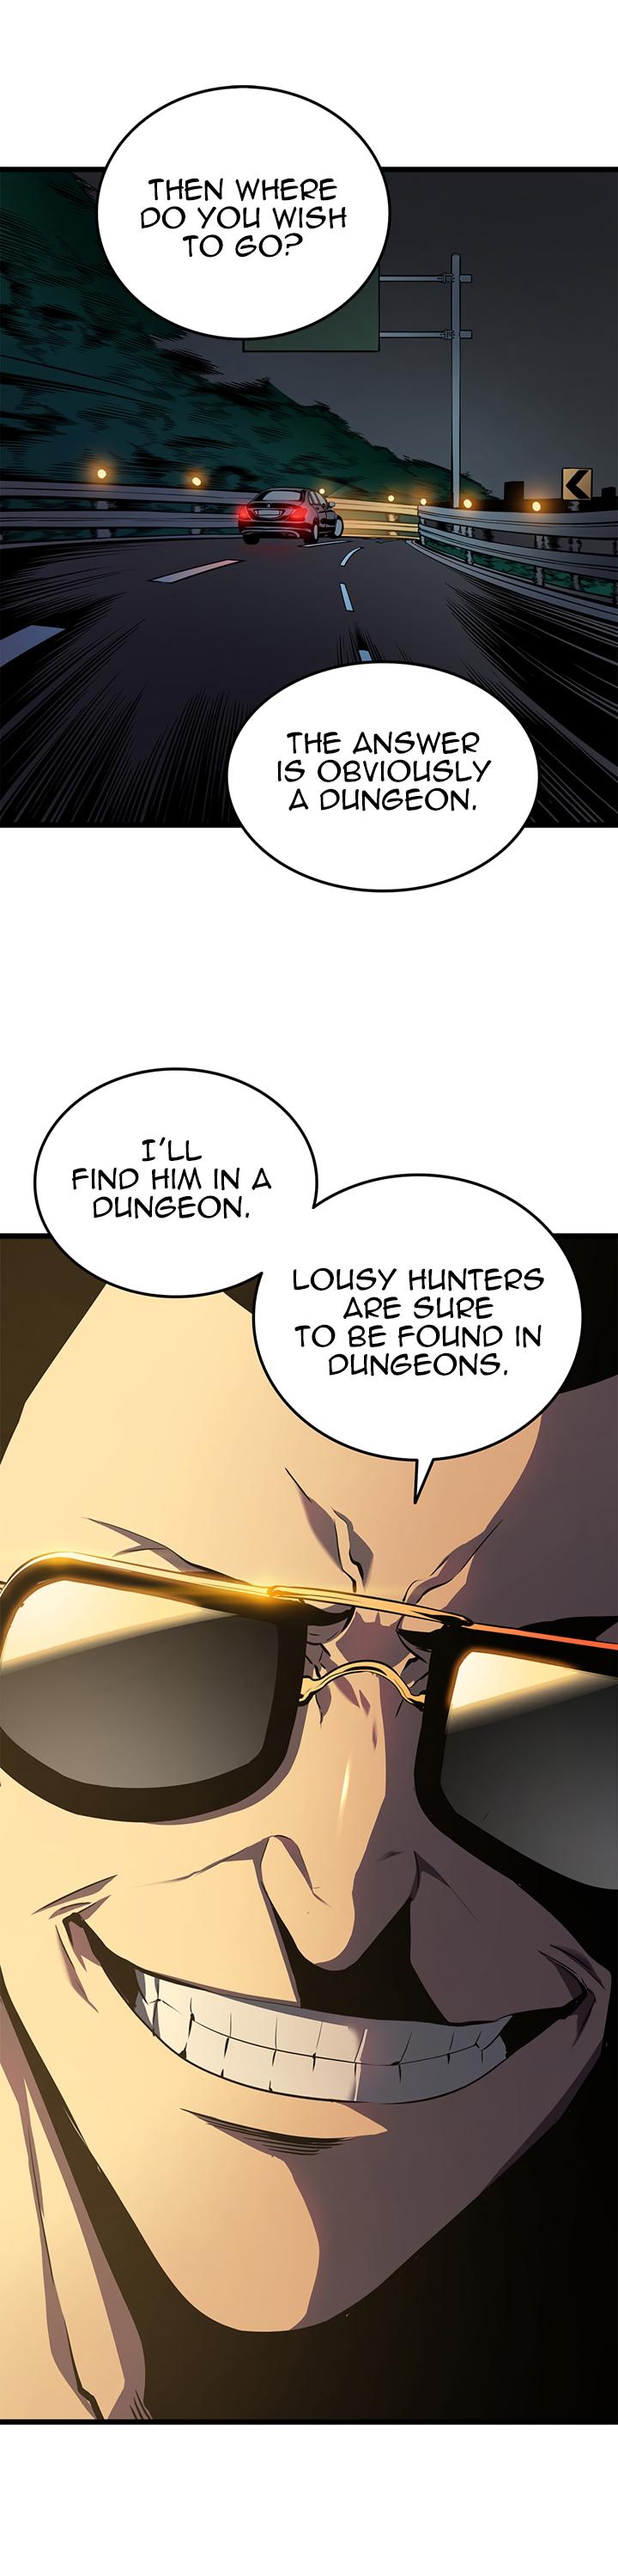 THEN WHERE
DO YOU WISH
TO GO?
THE ANSWER
IS OBVIOUSLY
A DUNGEON.
I'LL
FIND HIM IN A
DUNGEON.
LOUSY HUNTERS
ARE SURE
TO BE FOUND IN
DUNGEONS.